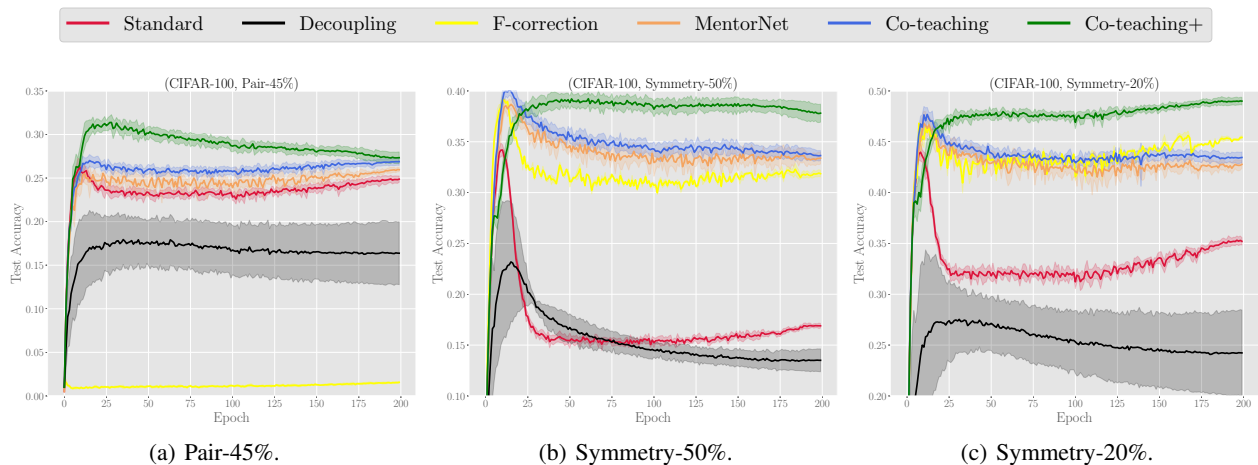 Standard Decoupling F-correction MentorNet Co-teaching Co-teaching+
(CIFAR-100, Pair-45%)
0.35
0.30
0.25
0.20
0.15
0.10
0.05
0.00
Test Accuracy
0 25 50 75 100 125 150 175 200
Epoch
(a) Pair-45%.
(CIFAR-100, Symmetry-50%)
0.40
0.35
0.30
0.25
0.20
0.15
0.10
Test Accuracy
0 25 50 75 100 125 150 175 200
Epoch
(b) Symmetry-50%.
(CIFAR-100, Symmetry-20%)
0.50
0.45
0.40
0.35
0.30
0.25
0.20
Test Accuracy
0 25 50 75 100 125 150 175 200
Epoch
(c) Symmetry-20%.